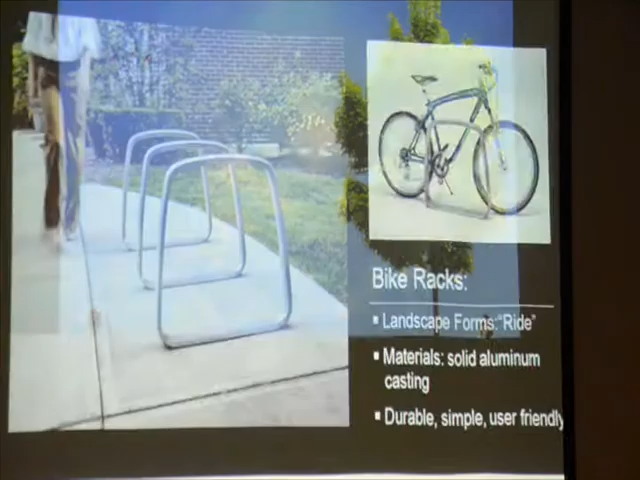 Bike Racks:
Landscape Forms:"Ride"
Materials: solid aluminum
casting
Durable, simple, user friendly